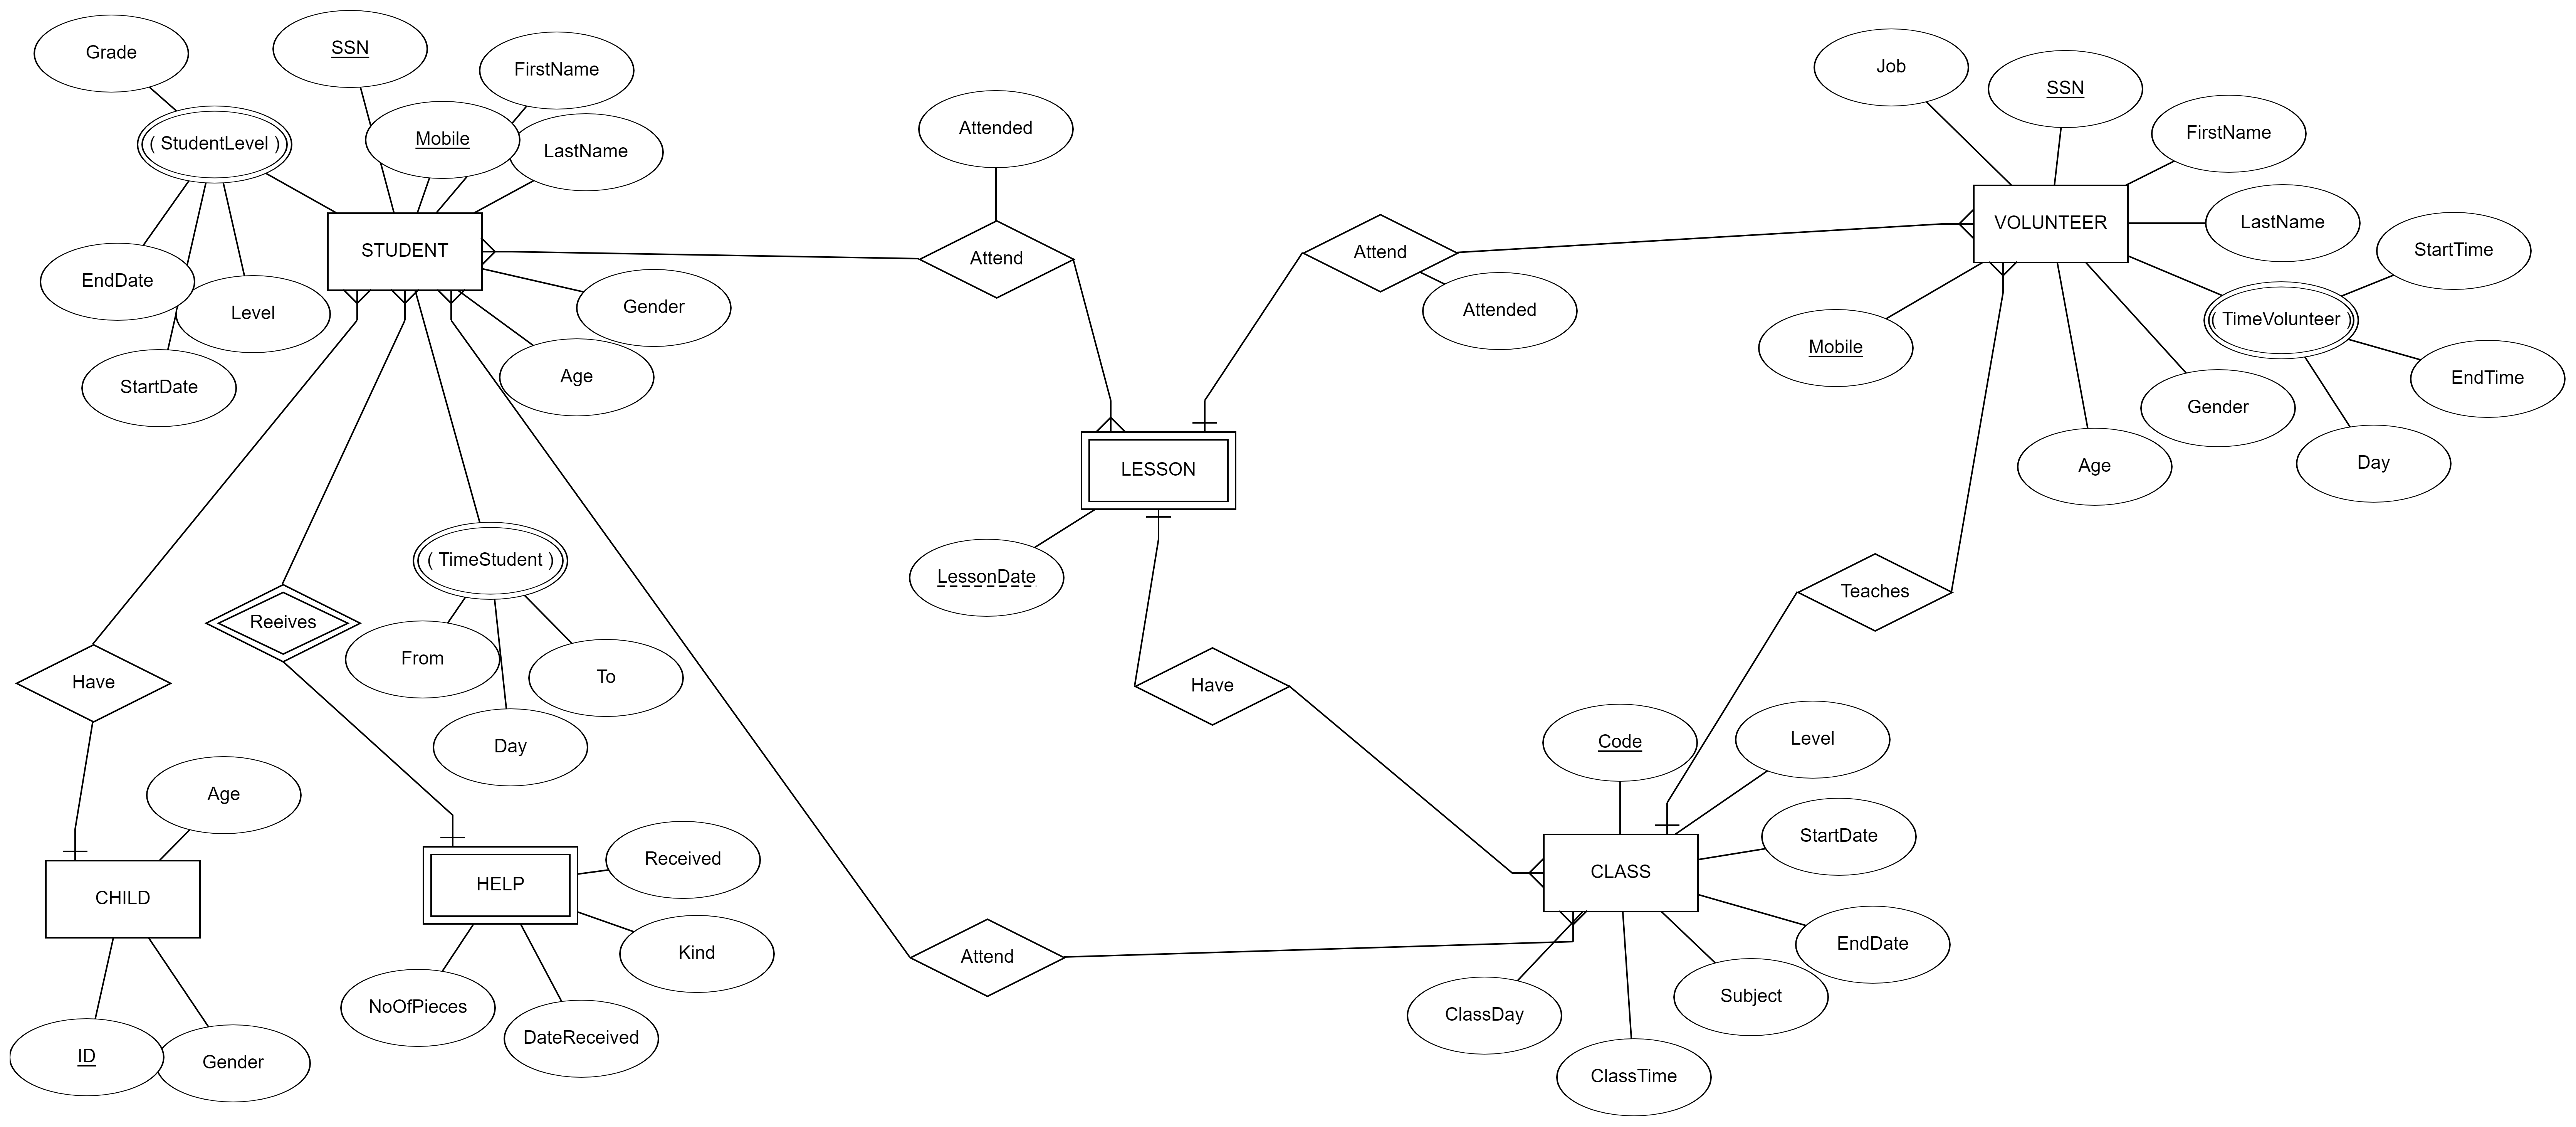 Grade
SSN
FirstName
Mobile
LastName
( StudentLevel )
STUDENT
EndDate
Level
StartDate
Gender
Age
Attended
Attend
Attend
Attended
Job
SSN
FirstName
VOLUNTEER
LastName
StartTime
( TimeVolunteer )
EndTime
Mobile
Gender
Day
Age
LESSON
LessonDate
( TimeStudent )
Reeives
From
To
Day
Have
Have
Teaches
Code
Level
StartDate
CLASS
EndDate
Subject
ClassDay
ClassTime
Attend
Age
CHILD
ID
Gender
HELP
Received
Kind
NoOfPieces
DateReceived